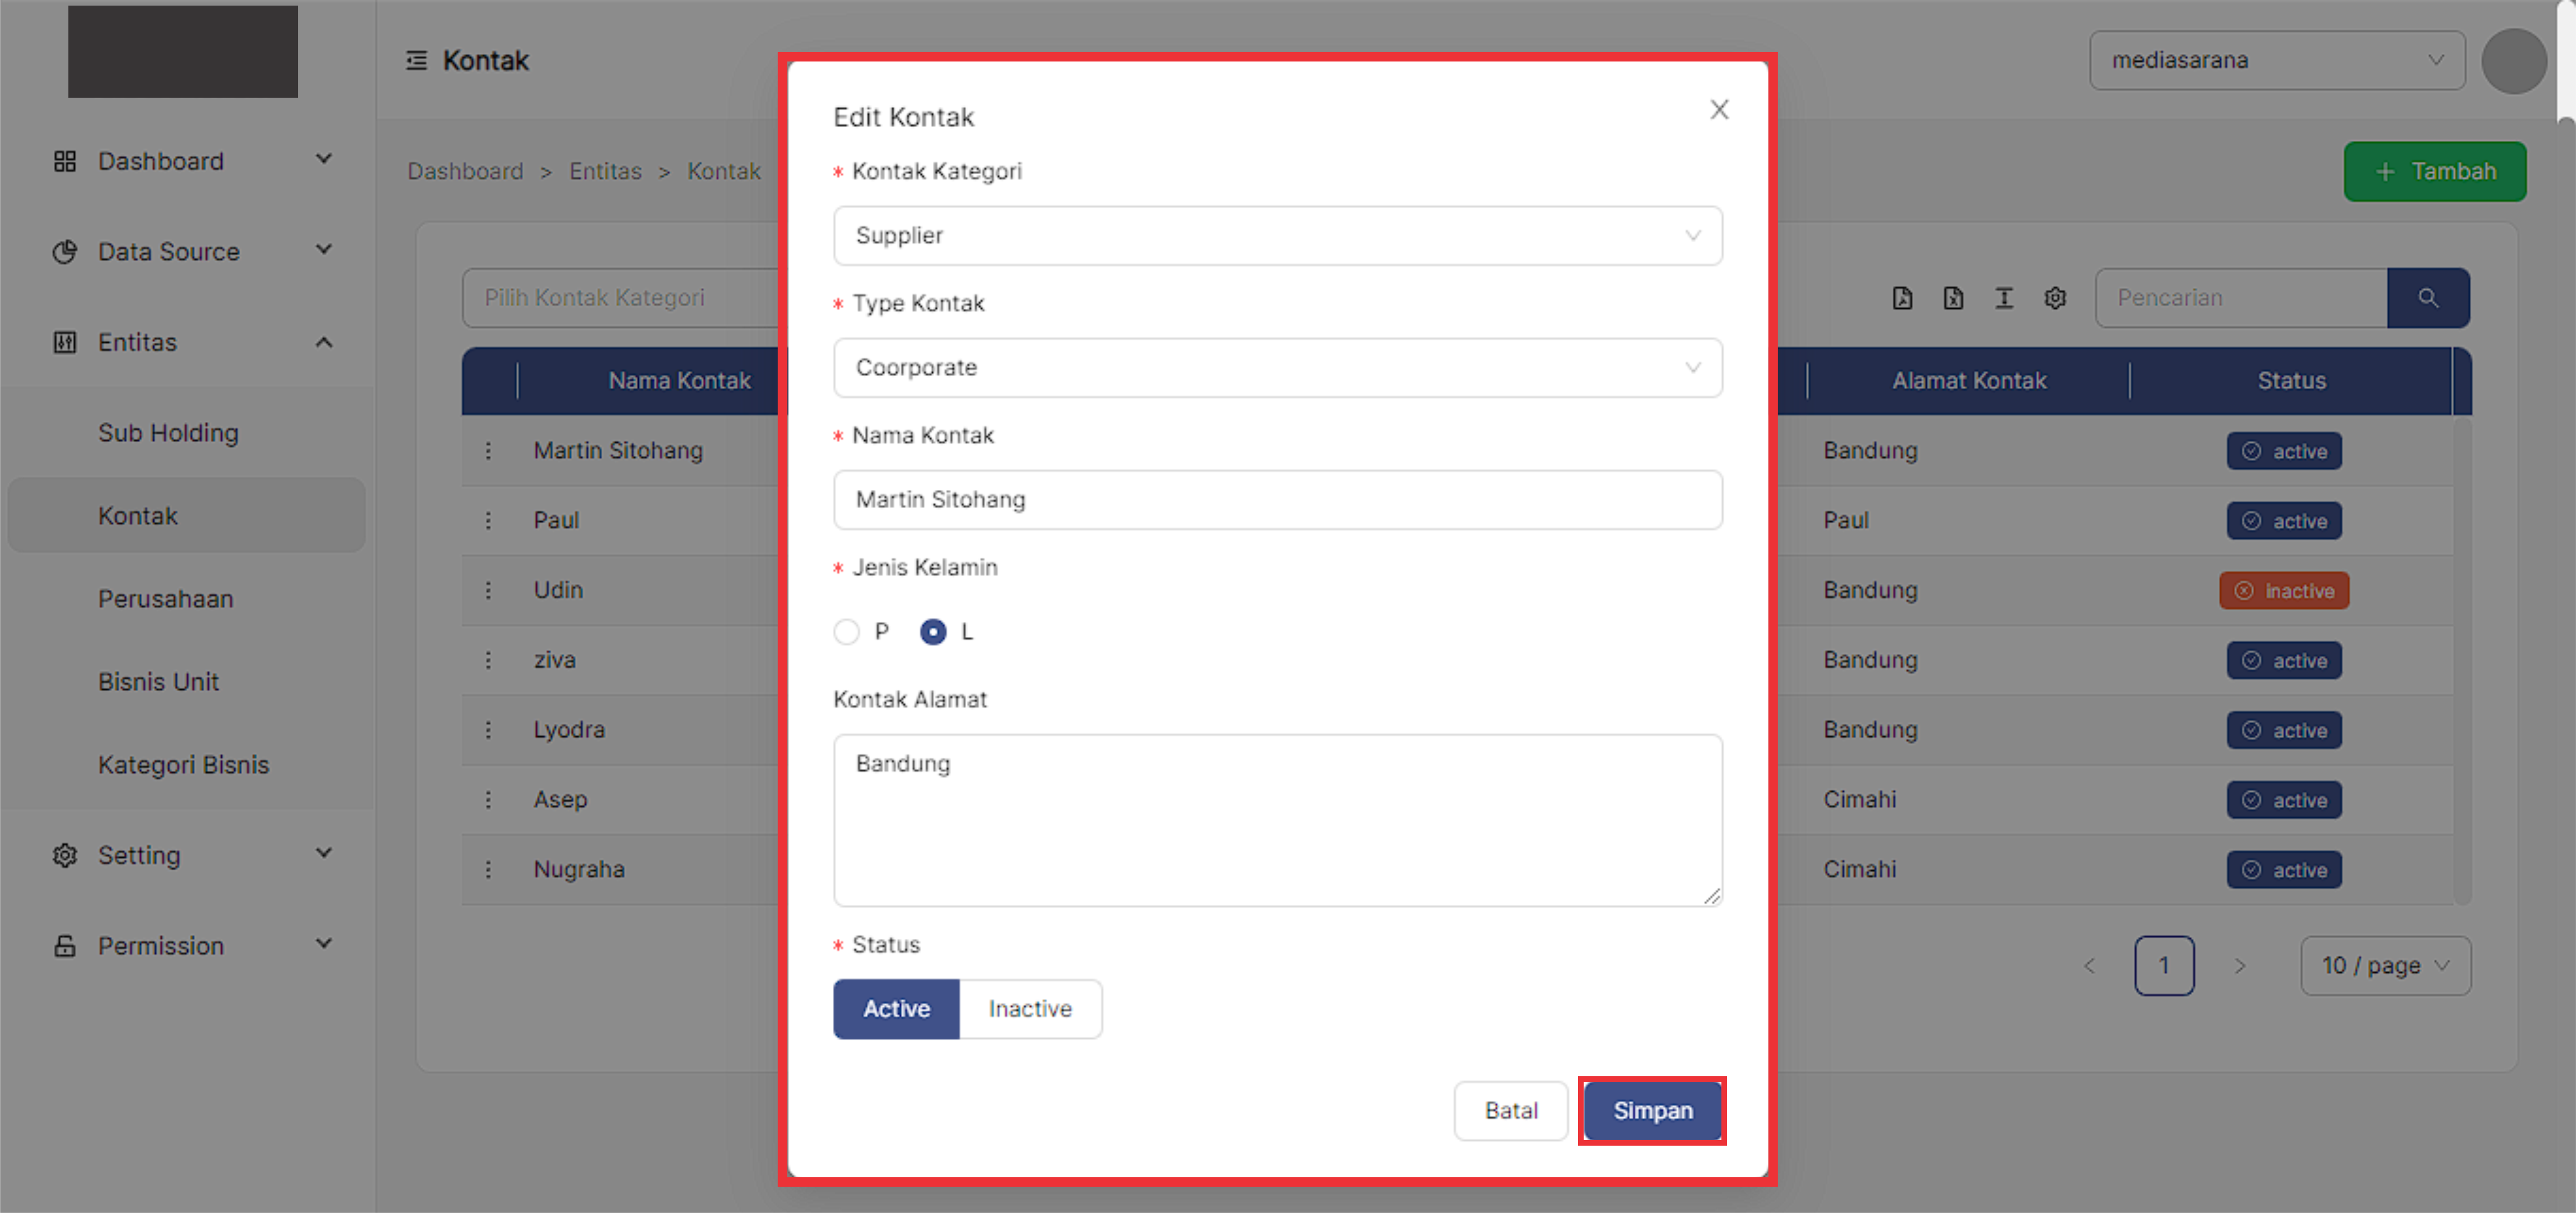 Kontak
mediasarana
Dashboard
Data Source
Entitas
Sub Holding
Kontak
Perusahaan
Bisnis Unit
Kategori Bisnis
Setting
Permission
Dashboard > Entitas > Kontak
+ Tambah
Pilih Kontak Kategori
Pencarian
Nama Kontak
Alamat Kontak
Status
Martin Sitohang
Bandung
active
Paul
Paul
active
Udin
Bandung
inactive
ziva
Bandung
active
Lyodra
Bandung
active
Asep
Cimahi
active
Nugraha
Cimahi
active
< 1 >
10 / page
Edit Kontak
* Kontak Kategori
Supplier
* Type Kontak
Coorporate
* Nama Kontak
Martin Sitohang
* Jenis Kelamin
P L
Kontak Alamat
Bandung
* Status
Active Inactive
Batal Simpan